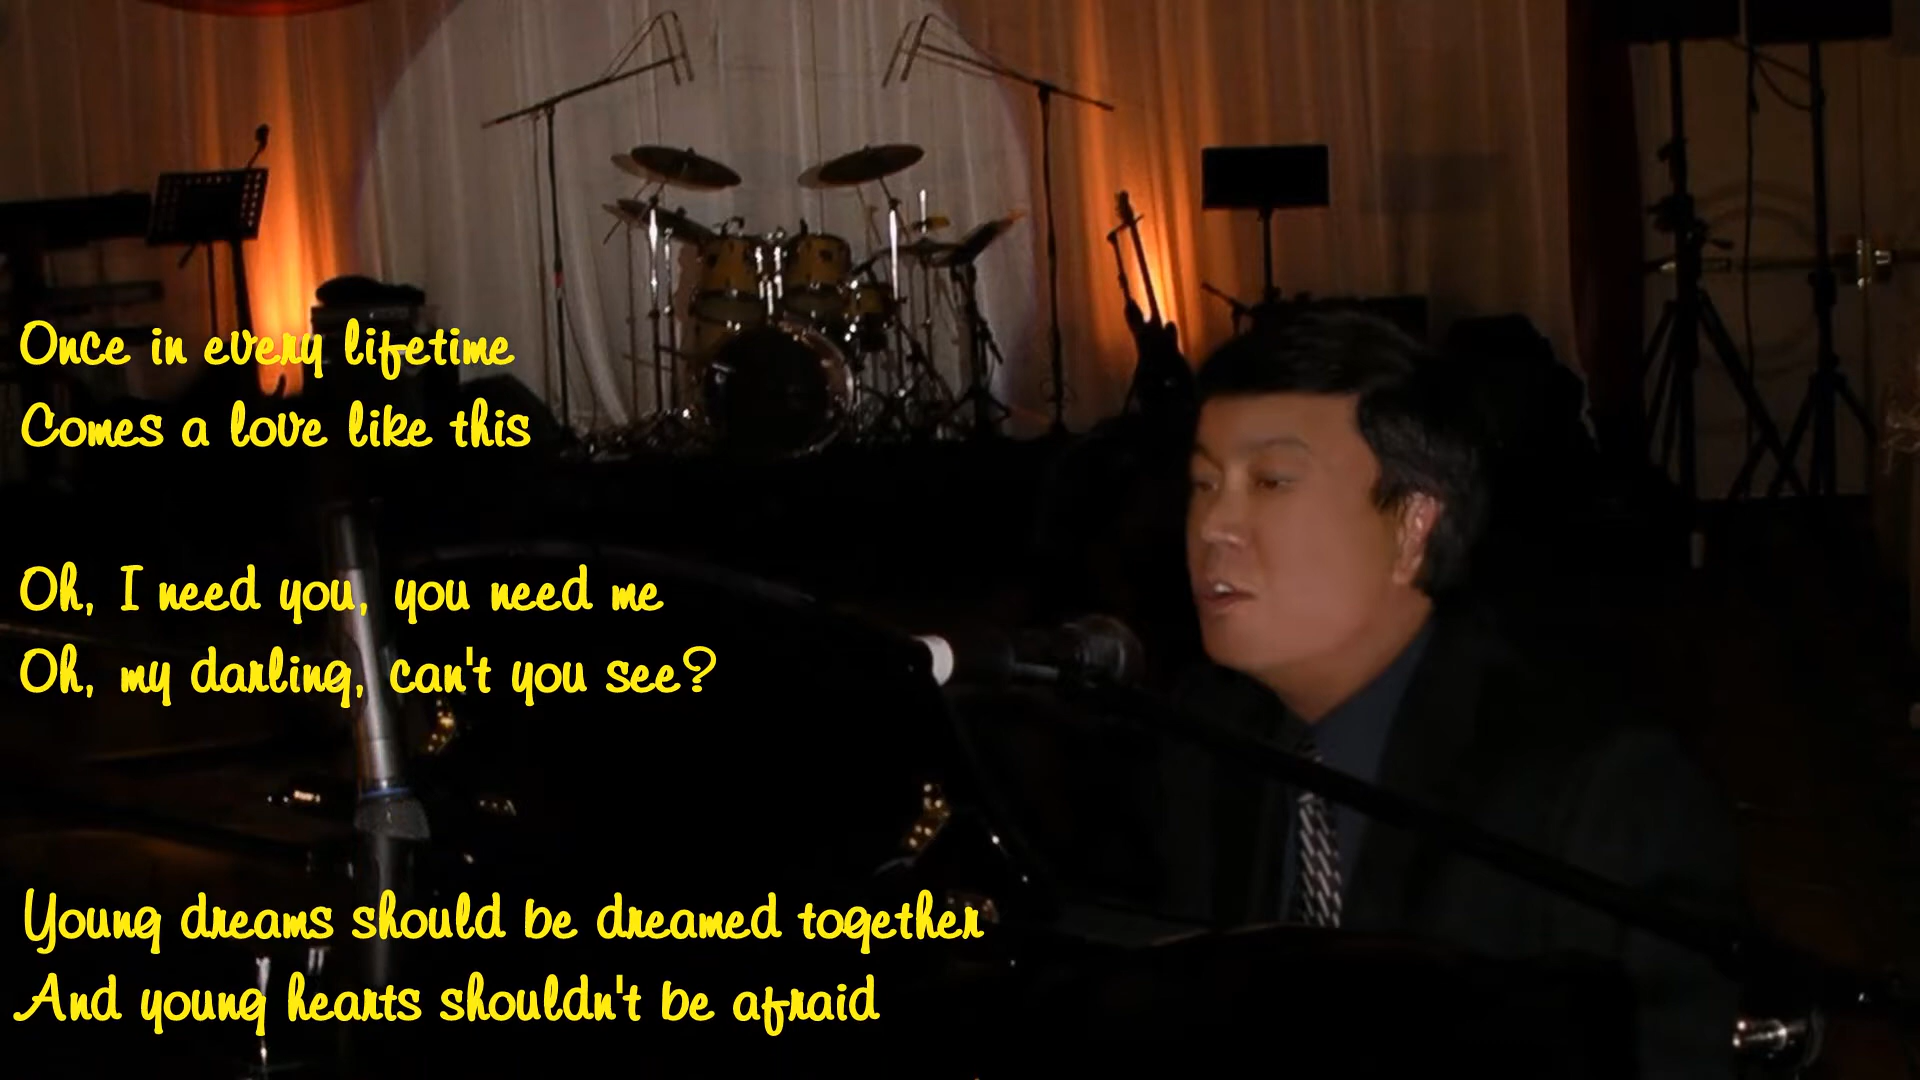 Once in every lifetime
Comes a love like this
Oh, I need you, you need me
Oh, my darling, can't you see?
Young dreams should be dreamed together
And young hearts shouldn't be afraid